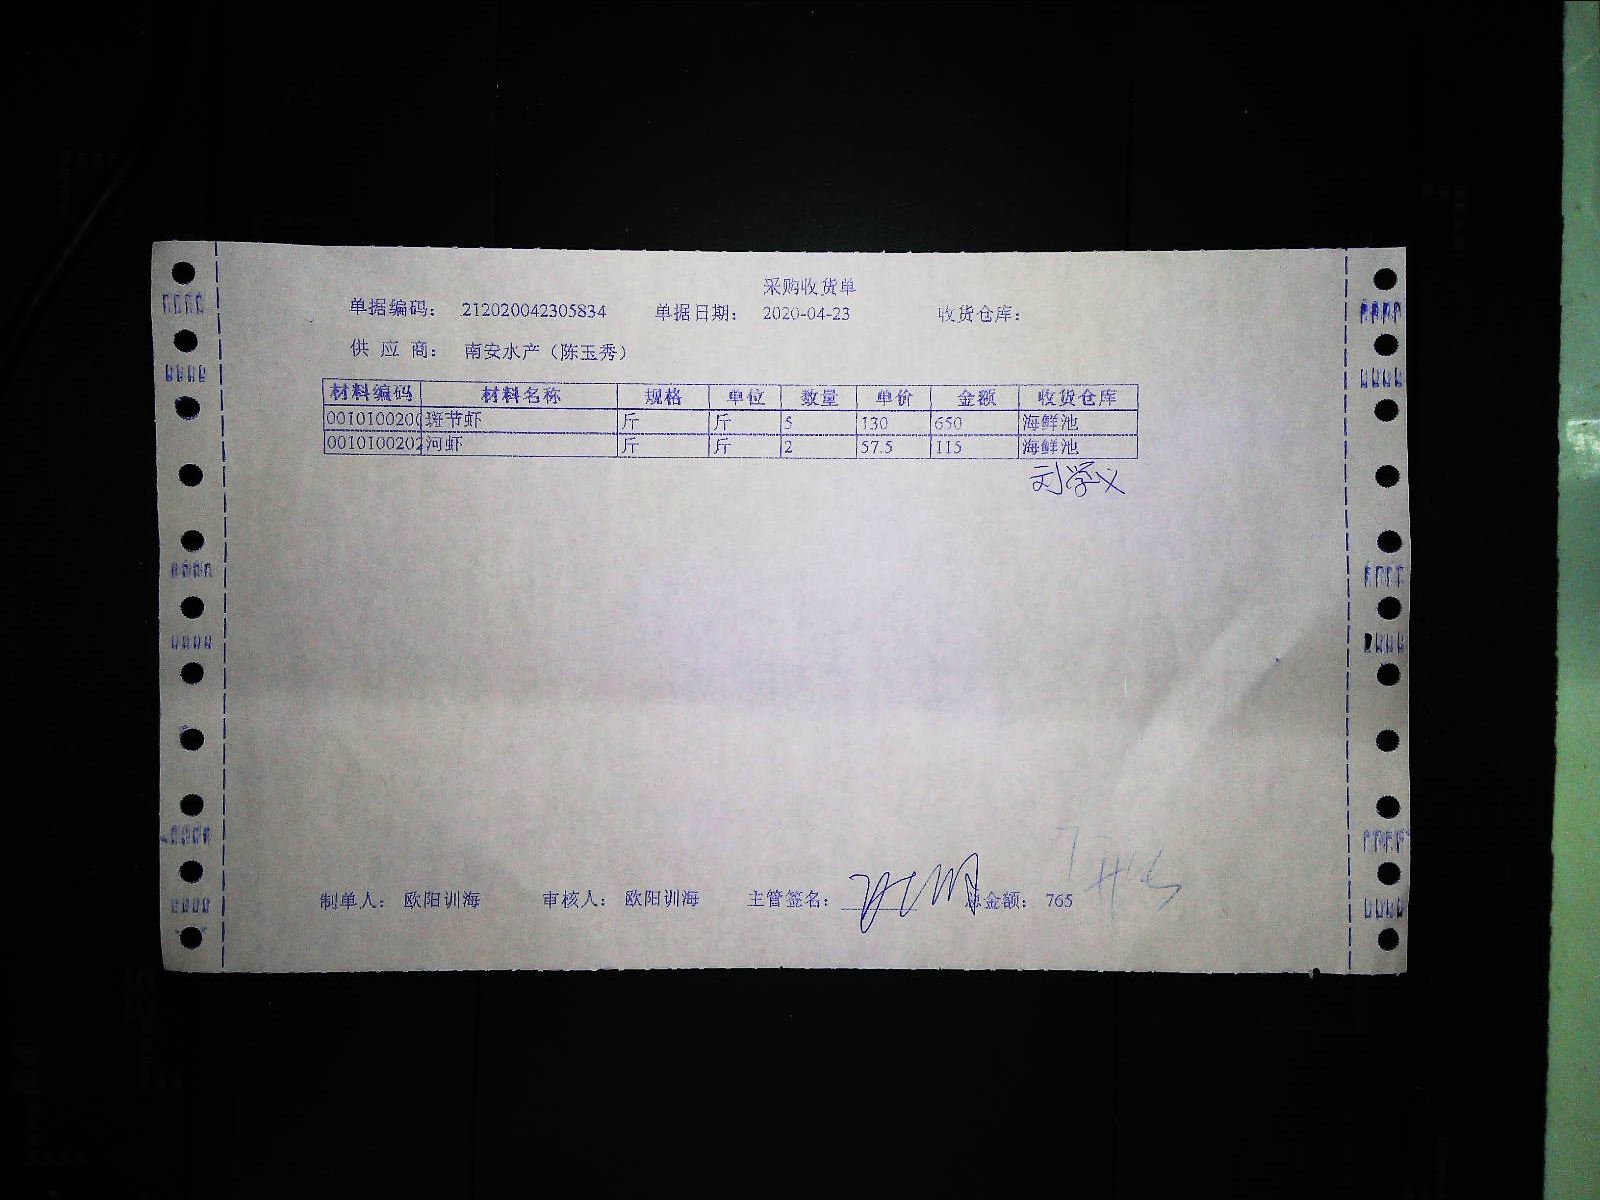 采购收货单
单据编码： 212020042305834 单据日期： 2020-04-23 收货仓库：
供 应 商： 南安水产（陈玉秀）
材料编码 材料名称 规格 单位 数量 单价 金额 收货仓库
0010100200 斑节虾 斤 斤 5 130 650 海鲜池
0010100202 河虾 斤 斤 2 57.5 115 海鲜池
刘学义
制单人： 欧阳训海 审核人： 欧阳训海 主管签名： 总金额： 765